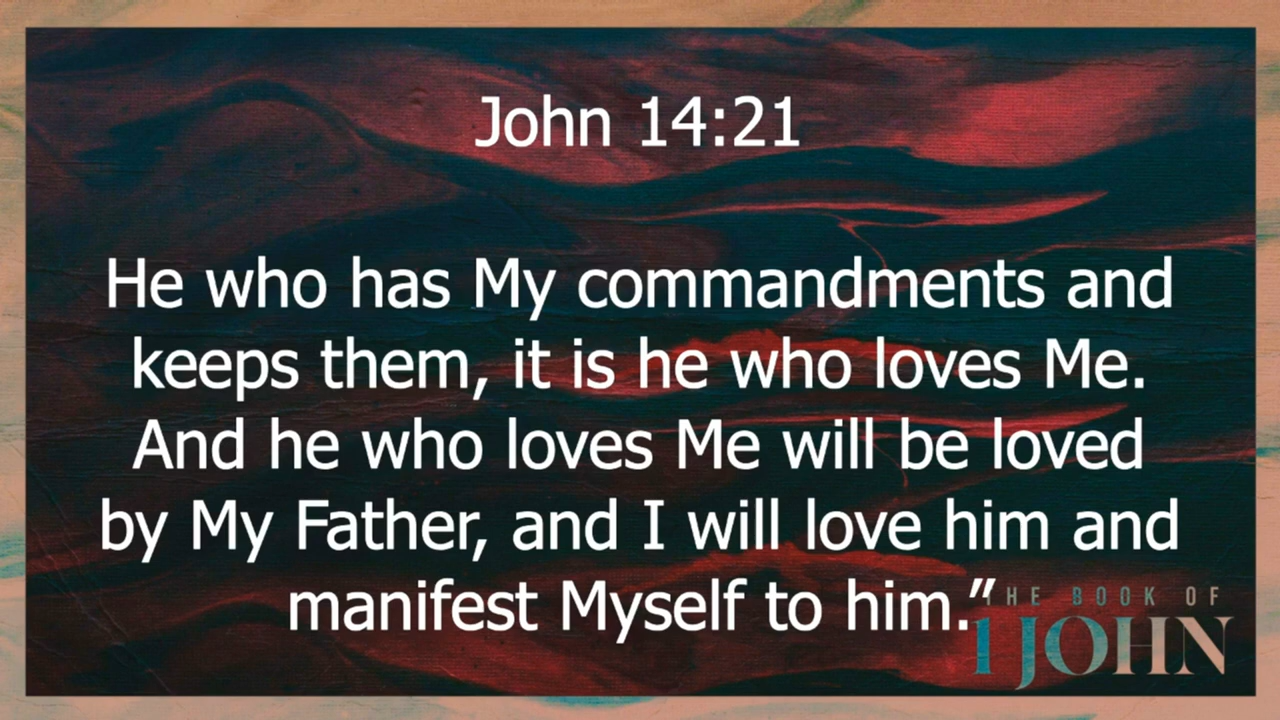 John 14:21
He who has My commandments and
keeps them, it is he who loves Me.
And he who loves Me will be loved
by My Father, and I will love him and
manifest Myself to him.”
THE BOOK OF
1 JOHN